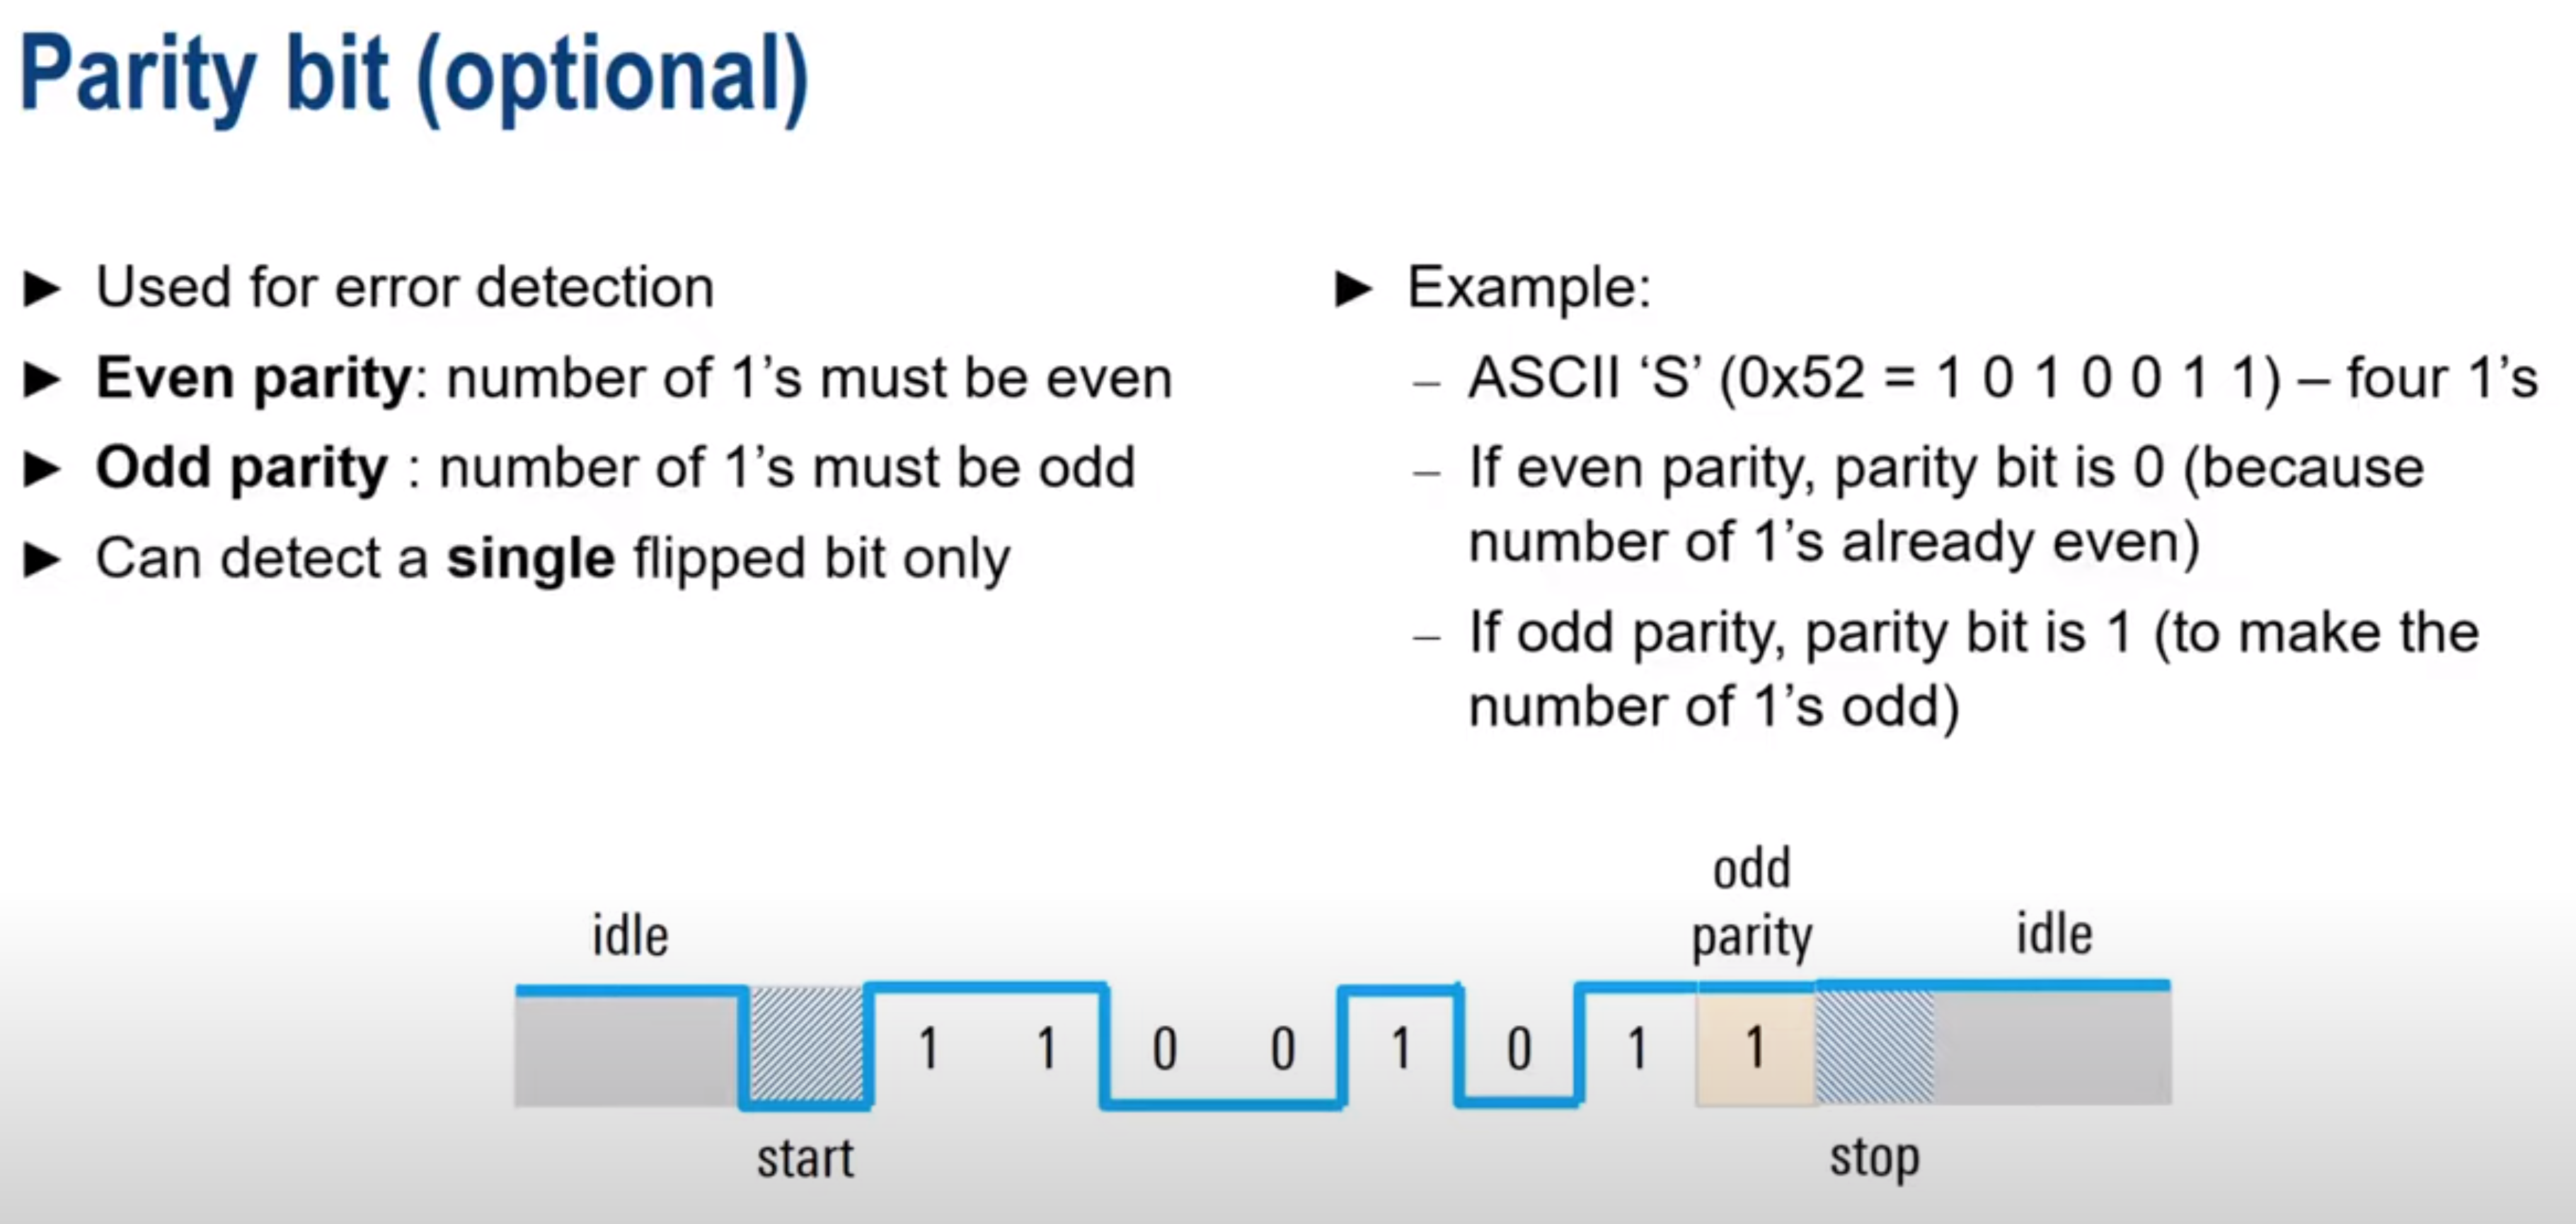 Parity bit (optional)
► Used for error detection
► Even parity: number of 1’s must be even
► Odd parity : number of 1’s must be odd
► Can detect a single flipped bit only
► Example:
– ASCII ‘S’ (0x52 = 1 0 1 0 0 1 1) – four 1’s
– If even parity, parity bit is 0 (because
number of 1’s already even)
– If odd parity, parity bit is 1 (to make the
number of 1’s odd)
odd
idle parity idle
1 1 0 0 1 0 1 1
start stop